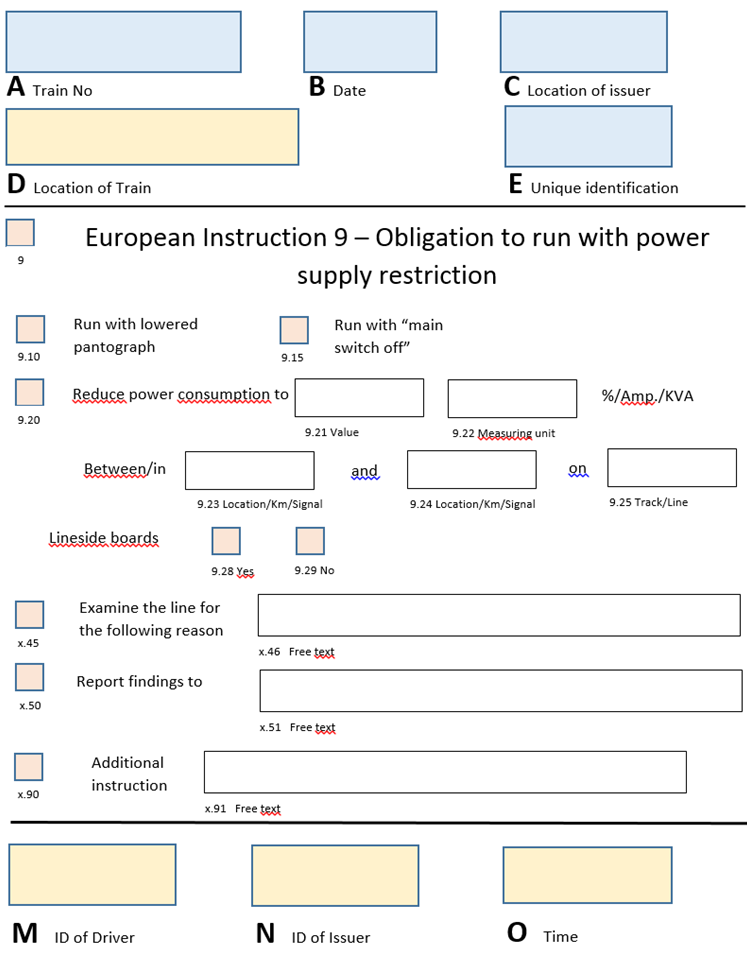 A Train No
B Date
C Location of issuer
D Location of Train
E Unique identification
9
European Instruction 9 – Obligation to run with power
supply restriction
9.10
Run with lowered
pantograph
9.15
Run with “main
switch off”
9.20
Reduce power consumption to
9.21 Value
9.22 Measuring unit
%/Amp./KVA
Between/in
9.23 Location/Km/Signal
and
9.24 Location/Km/Signal
on
9.25 Track/Line
Lineside boards
9.28 Yes
9.29 No
x.45
Examine the line for
the following reason
x.46 Free text
x.50
Report findings to
x.51 Free text
x.90
Additional
instruction
x.91 Free text
M ID of Driver
N ID of Issuer
O Time